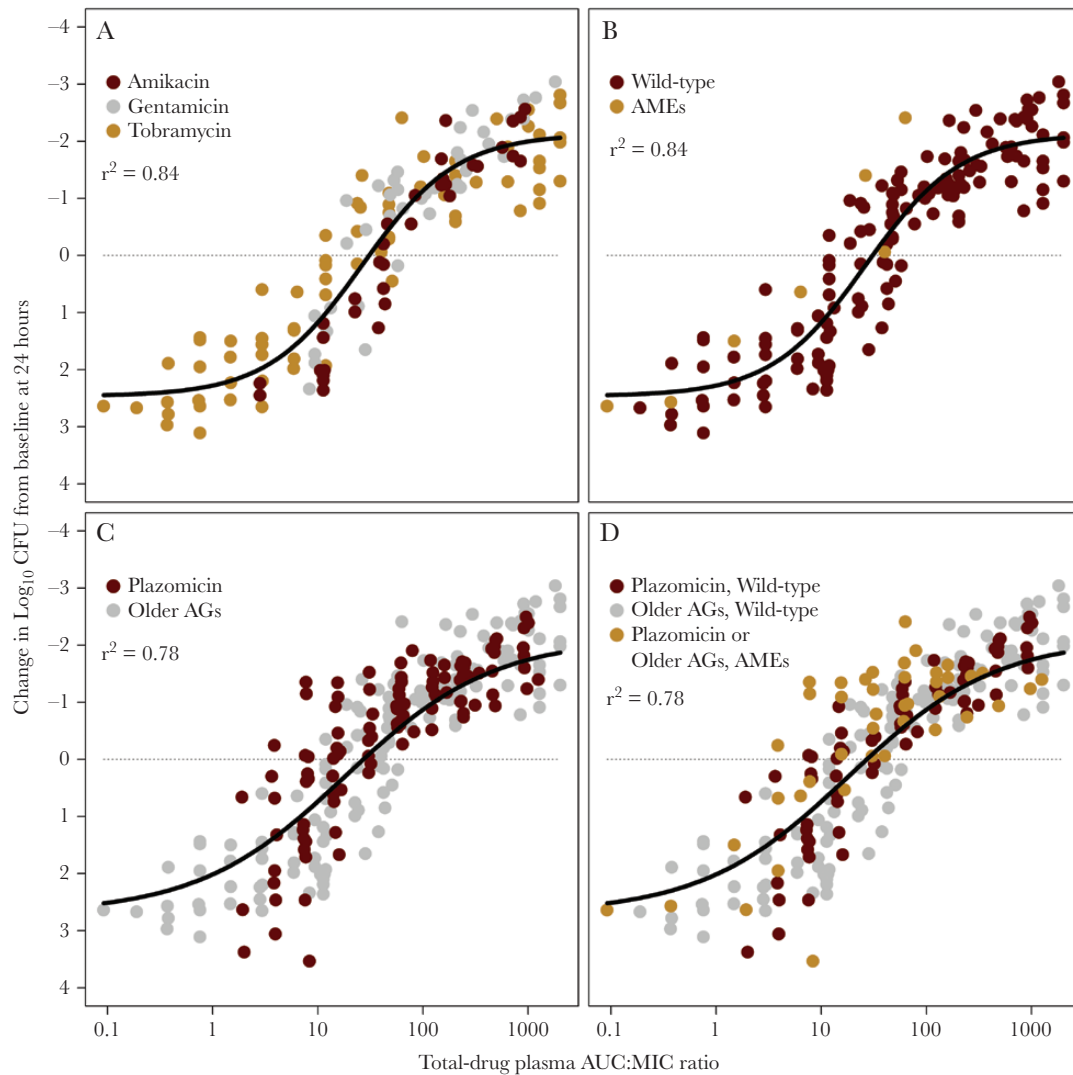 Change in Log10 CFU from baseline at 24 hours
–4
–3
–2
–1
0
1
2
3
4
A
Amikacin
Gentamicin
Tobramycin
r² = 0.84
B
Wild-type
AMEs
r² = 0.84
–4
–3
–2
–1
0
1
2
3
4
C
Plazomicin
Older AGs
r² = 0.78
D
Plazomicin, Wild-type
Older AGs, Wild-type
Plazomicin or
Older AGs, AMEs
r² = 0.78
0.1 1 10 100 1000
0.1 1 10 100 1000
Total-drug plasma AUC:MIC ratio